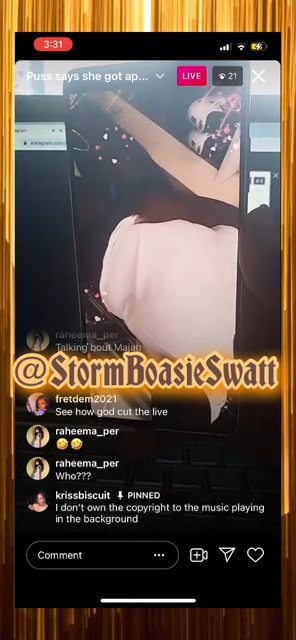 3:31
Puss says she got ap...
LIVE
21
instagram.com
raheema_per
Talking bout Majah
@StormBoasieSwatt
fretdem2021
See how god cut the live
raheema_per
🤣🤣
raheema_per
Who???
krissbiscuit PINNED
I don't own the copyright to the music playing
in the background
Comment